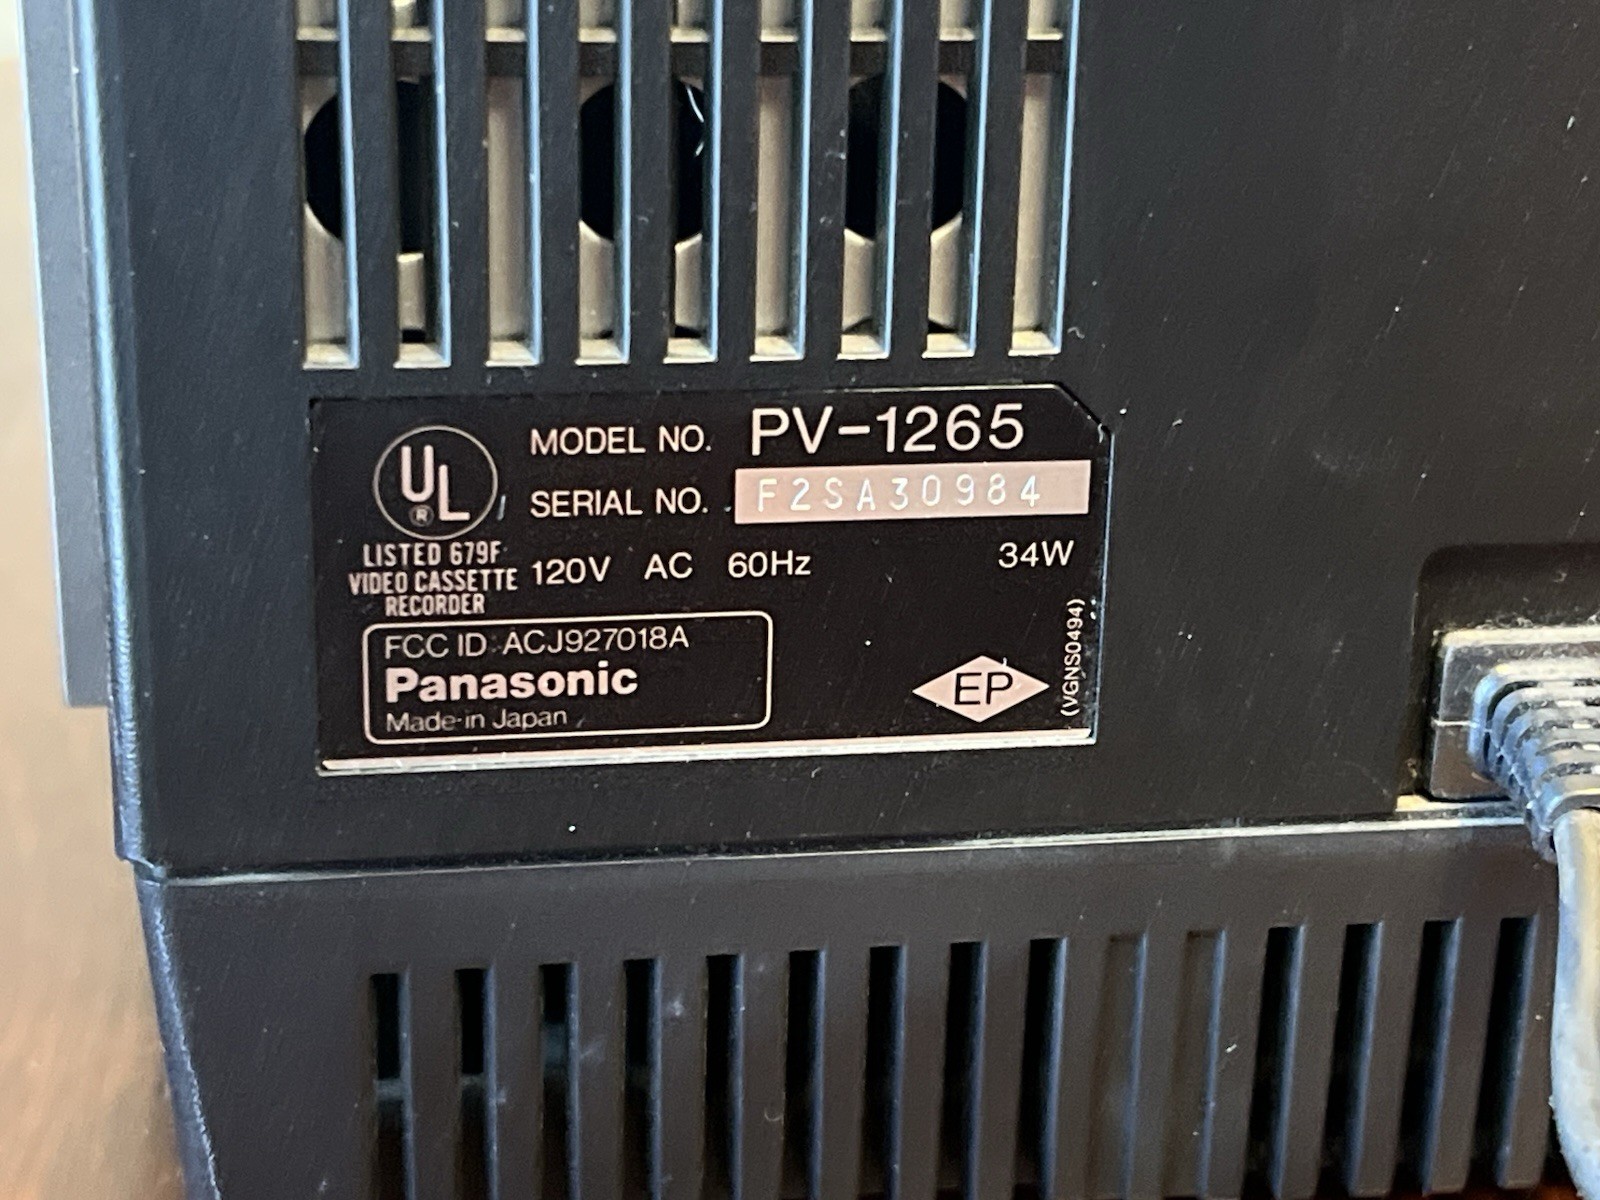 MODEL NO. PV-1265
SERIAL NO. F2SA30984
UL
®
LISTED 679F
VIDEO CASSETTE
RECORDER
120V AC 60Hz 34W
FCC ID: ACJ927018A
Panasonic
Made in Japan
EP
(VGNS0494)